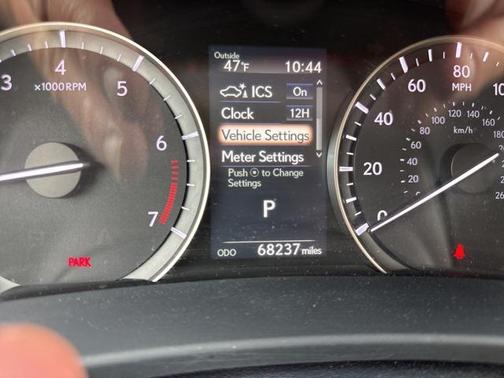 3 4 5 6 7
x1000 RPM
PARK
Outside
47°F 10:44
ICS On
Clock 12H
Vehicle Settings
Meter Settings
Push ⊙ to Change
Settings
P
ODO 68237 miles
0 20 40 60 80
MPH
km/h
20 40 60 80 100 120 140 160 180